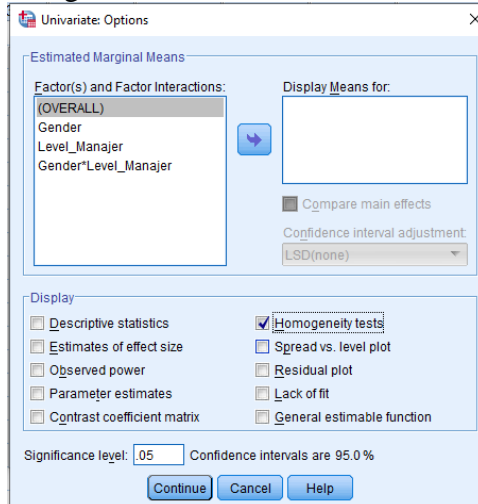 Univariate: Options
Estimated Marginal Means
Factor(s) and Factor Interactions:
(OVERALL)
Gender
Level_Manajer
Gender*Level_Manajer
Display Means for:
Compare main effects
Confidence interval adjustment:
LSD(none)
Display
Descriptive statistics
Homogeneity tests
Estimates of effect size
Spread vs. level plot
Observed power
Residual plot
Parameter estimates
Lack of fit
Contrast coefficient matrix
General estimable function
Significance level: .05 Confidence intervals are 95.0 %
Continue Cancel Help